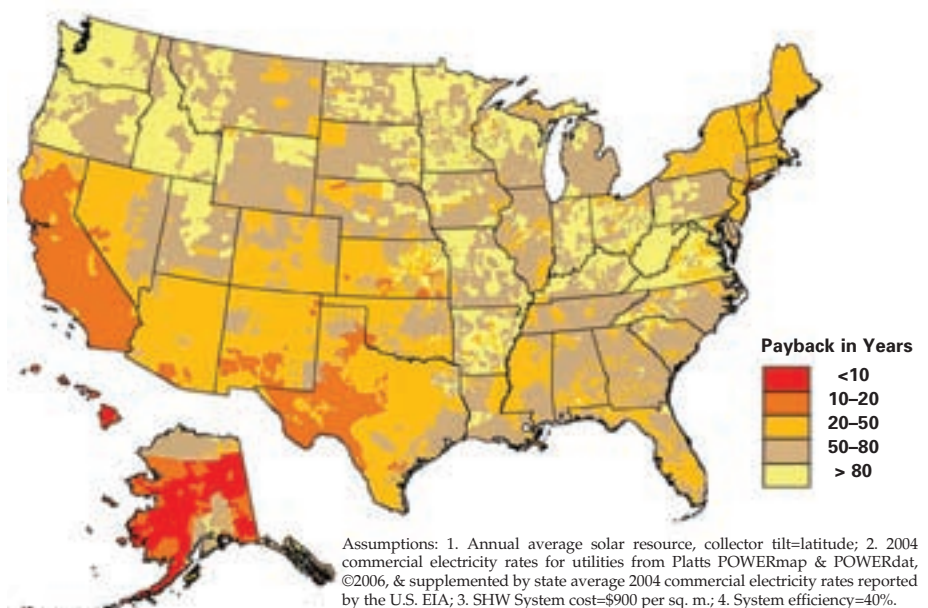 Payback in Years
<10
10–20
20–50
50–80
> 80
Assumptions: 1. Annual average solar resource, collector tilt=latitude; 2. 2004
commercial electricity rates for utilities from Platts POWERmap & POWERdat,
©2006, & supplemented by state average 2004 commercial electricity rates reported
by the U.S. EIA; 3. SHW System cost=$900 per sq. m.; 4. System efficiency=40%.